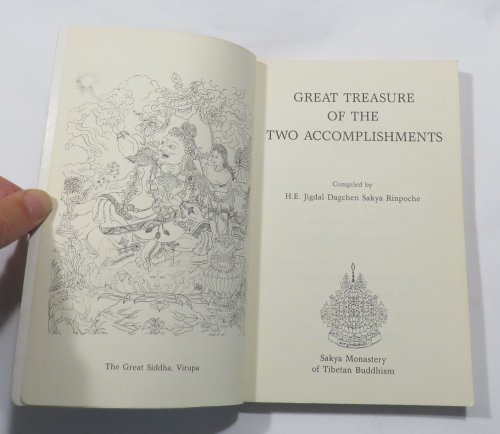 The Great Siddha, Virupa
GREAT TREASURE
OF THE
TWO ACCOMPLISHMENTS
Compiled by
H.E. Jigdal Dagchen Sakya Rinpoche
Sakya Monastery
of Tibetan Buddhism